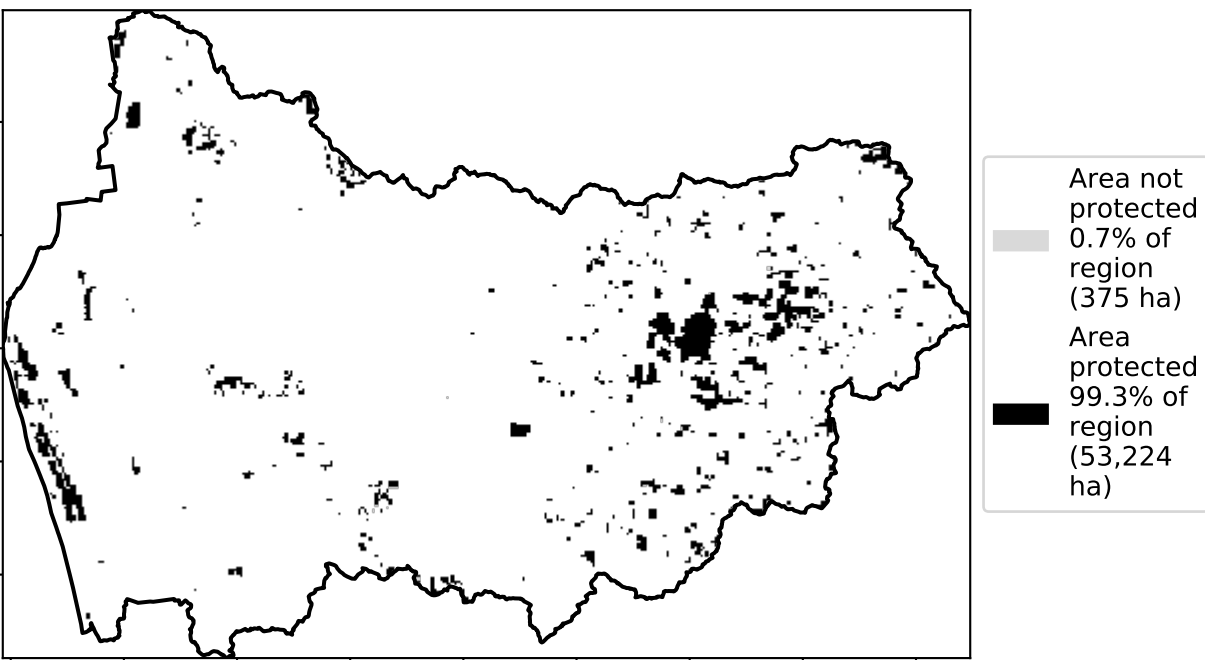 Area not
protected
0.7% of
region
(375 ha)
Area
protected
99.3% of
region
(53,224
ha)